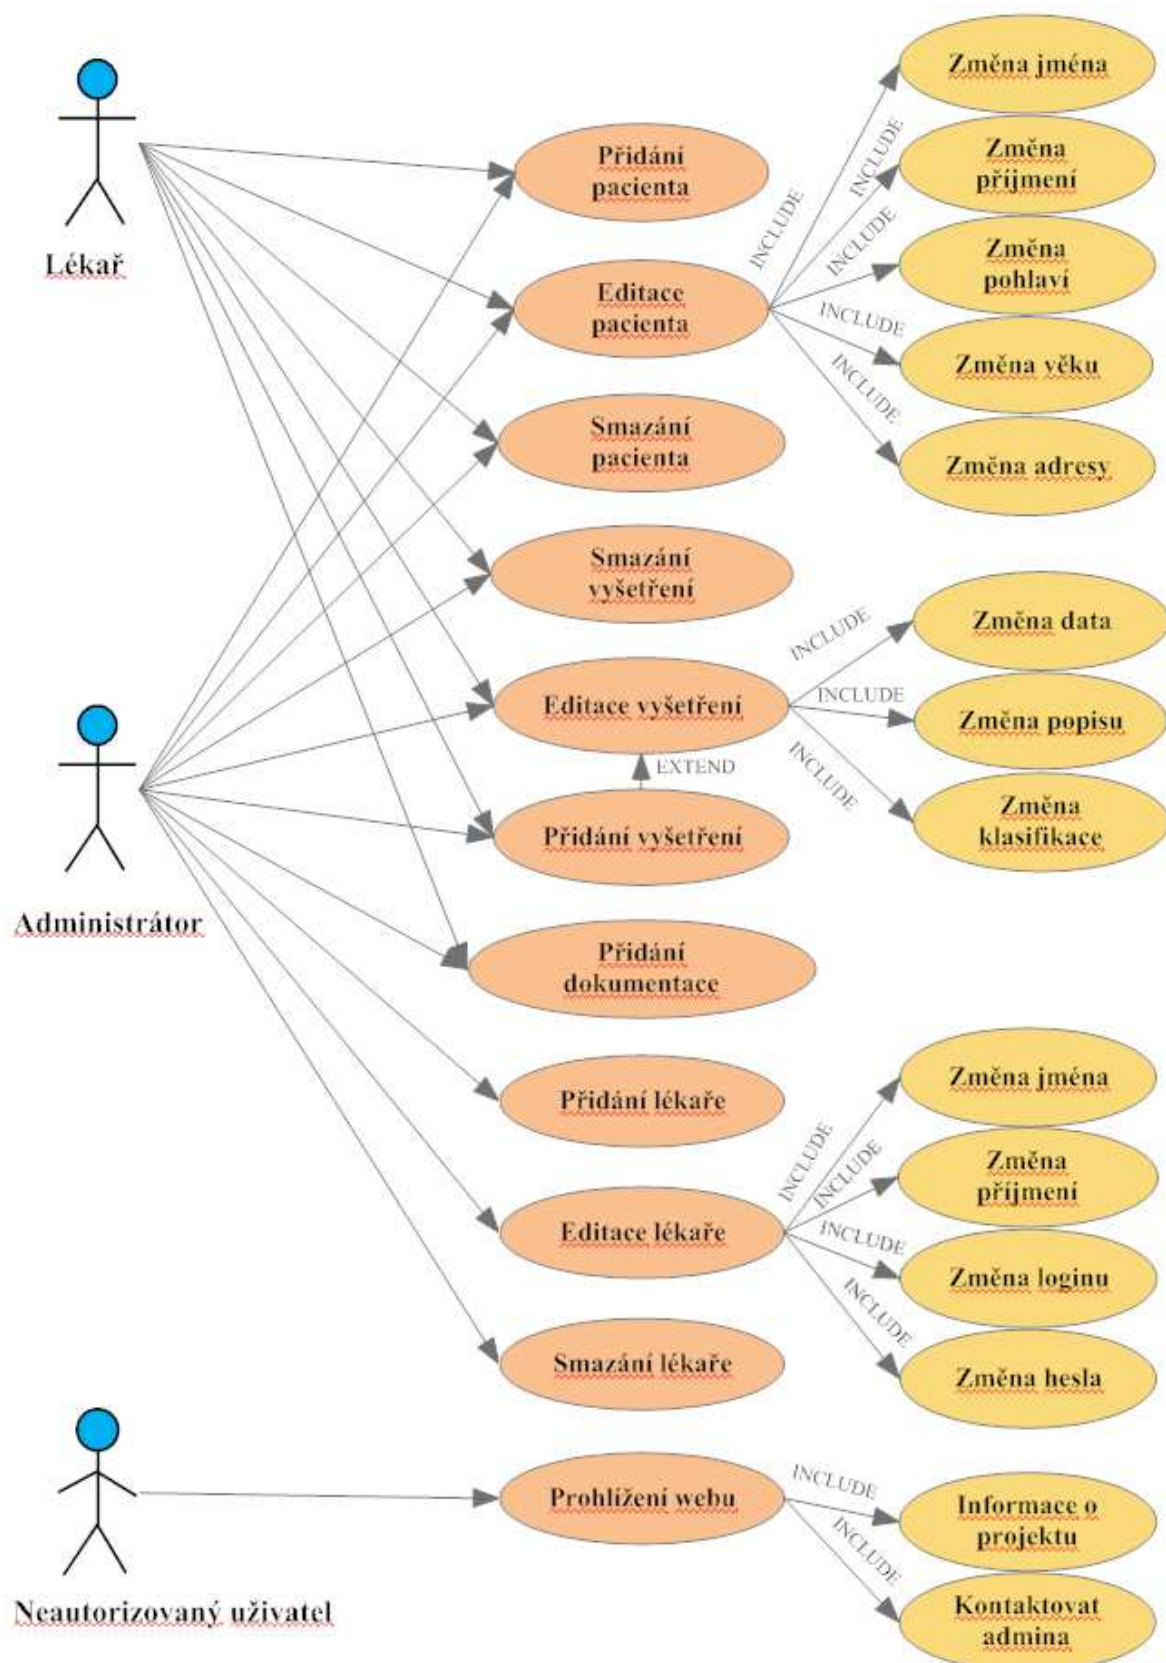 Lékař
Administrátor
Neautorizovaný uživatel
Přidání
pacienta
Editace
pacienta
Smazání
pacienta
Smazání
vyšetření
Editace vyšetření
EXTEND
Přidání vyšetření
Přidání
dokumentace
Přidání lékaře
Editace lékaře
Smazání lékaře
Prohlížení webu
INCLUDE
INCLUDE
INCLUDE
INCLUDE
INCLUDE
Změna jména
Změna
příjmení
Změna
pohlaví
Změna věku
Změna adresy
INCLUDE
INCLUDE
INCLUDE
Změna data
Změna popisu
Změna
klasifikace
INCLUDE
INCLUDE
INCLUDE
INCLUDE
Změna jména
Změna
příjmení
Změna loginu
Změna hesla
INCLUDE
INCLUDE
Informace o
projektu
Kontaktovat
admina